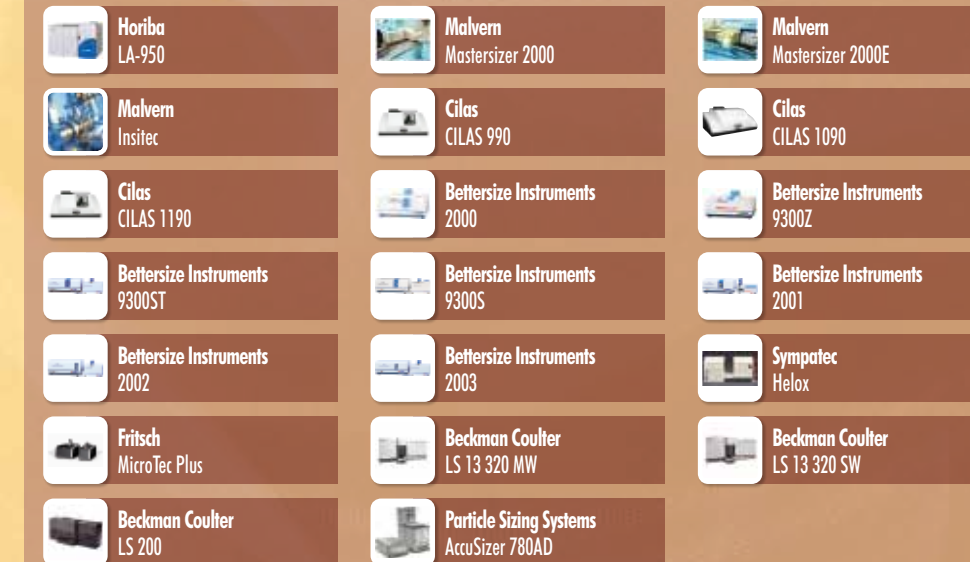 Horiba
LA-950
Malvern
Mastersizer 2000
Malvern
Mastersizer 2000E
Malvern
Insitec
Cilas
CILAS 990
Cilas
CILAS 1090
Cilas
CILAS 1190
Bettersize Instruments
2000
Bettersize Instruments
9300Z
Bettersize Instruments
9300ST
Bettersize Instruments
9300S
Bettersize Instruments
2001
Bettersize Instruments
2002
Bettersize Instruments
2003
Sympatec
Helox
Fritsch
MicroTec Plus
Beckman Coulter
LS 13 320 MW
Beckman Coulter
LS 13 320 SW
Beckman Coulter
LS 200
Particle Sizing Systems
AccuSizer 780AD